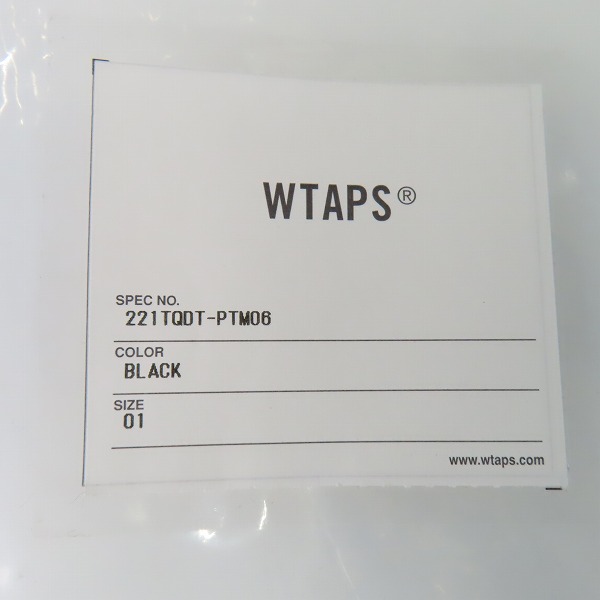 WTAPS®
SPEC NO.
221TQDT-PTM06
COLOR
BLACK
SIZE
01
www.wtaps.com